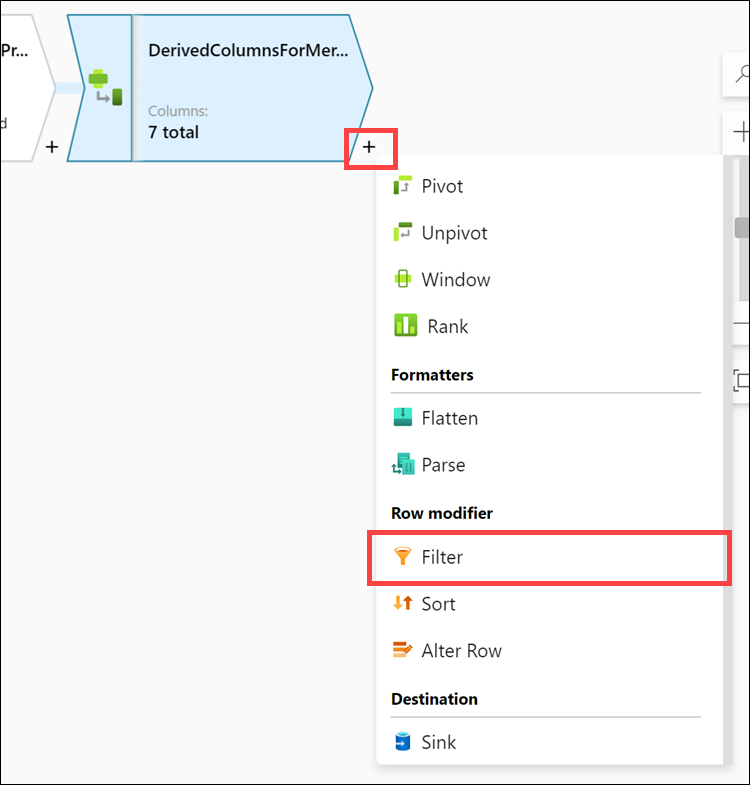 Pr...
DerivedColumnsForMer...
Columns:
d
7 total
+
+
Pivot
Unpivot
Window
Rank
Formatters
Flatten
Parse
Row modifier
Filter
Sort
Alter Row
Destination
Sink